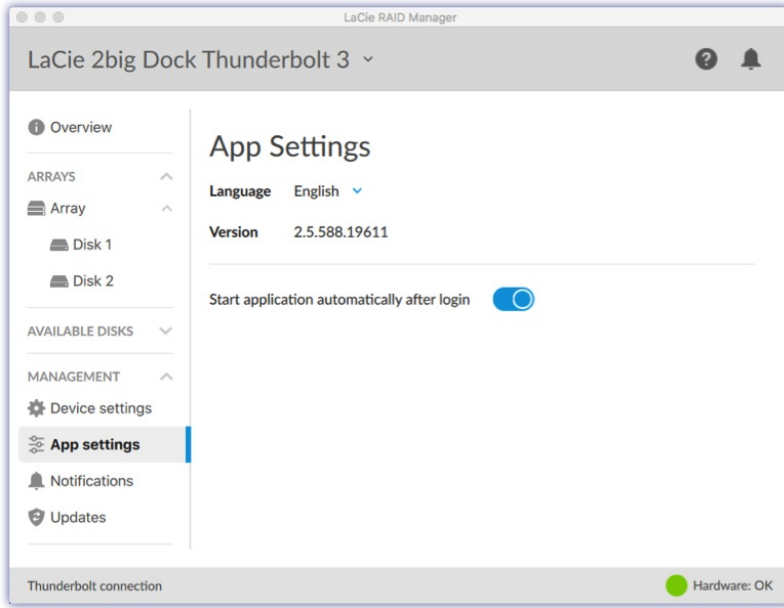 LaCie RAID Manager
LaCie 2big Dock Thunderbolt 3
Overview
ARRAYS
Array
Disk 1
Disk 2
AVAILABLE DISKS
MANAGEMENT
Device settings
App settings
Notifications
Updates
App Settings
Language English
Version 2.5.588.19611
Start application automatically after login
Thunderbolt connection
Hardware: OK